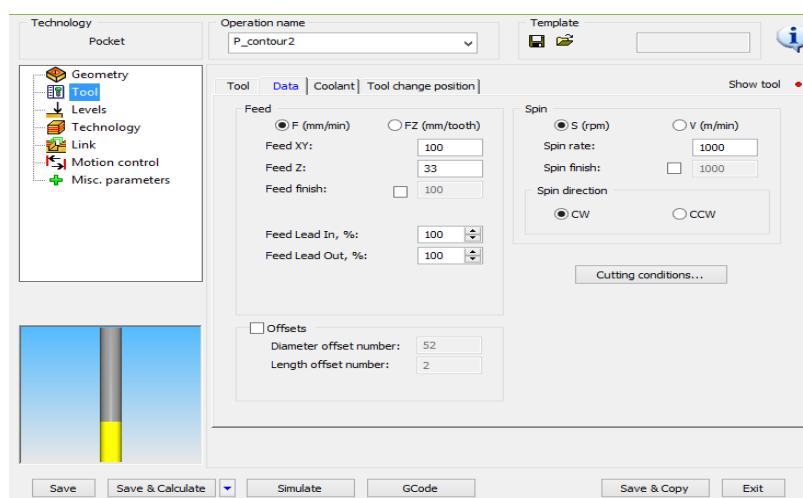 Technology
Operation name
Template
Pocket
P_contour2
Geometry
Tool
Levels
Technology
Link
Motion control
Misc. parameters
Tool
Data
Coolant
Tool change position
Show tool
Feed
F (mm/min)
FZ (mm/tooth)
Feed XY:
100
Feed Z:
33
Feed finish:
100
Feed Lead In, %:
100
Feed Lead Out, %:
100
Spin
S (rpm)
V (m/min)
Spin rate:
1000
Spin finish:
1000
Spin direction
CW
CCW
Cutting conditions...
Offsets
Diameter offset number:
52
Length offset number:
2
Save
Save & Calculate
Simulate
GCode
Save & Copy
Exit